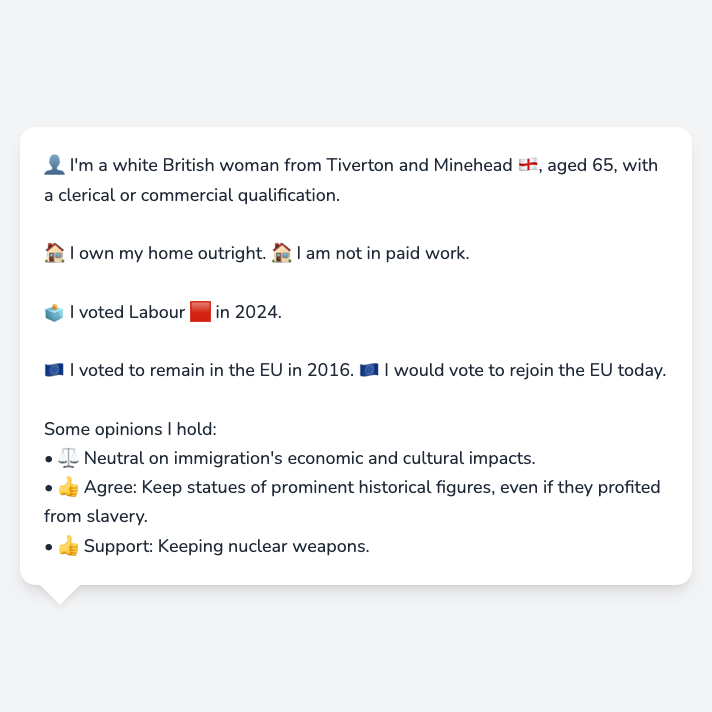 👤 I'm a white British woman from Tiverton and Minehead 🏴󠁧󠁢󠁥󠁮󠁧󠁿, aged 65, with
a clerical or commercial qualification.
🏠 I own my home outright. 🏠 I am not in paid work.
🗳️ I voted Labour 🟥 in 2024.
🇪🇺 I voted to remain in the EU in 2016. 🇪🇺 I would vote to rejoin the EU today.
Some opinions I hold:
• ⚖️ Neutral on immigration's economic and cultural impacts.
• 👍 Agree: Keep statues of prominent historical figures, even if they profited
from slavery.
• 👍 Support: Keeping nuclear weapons.